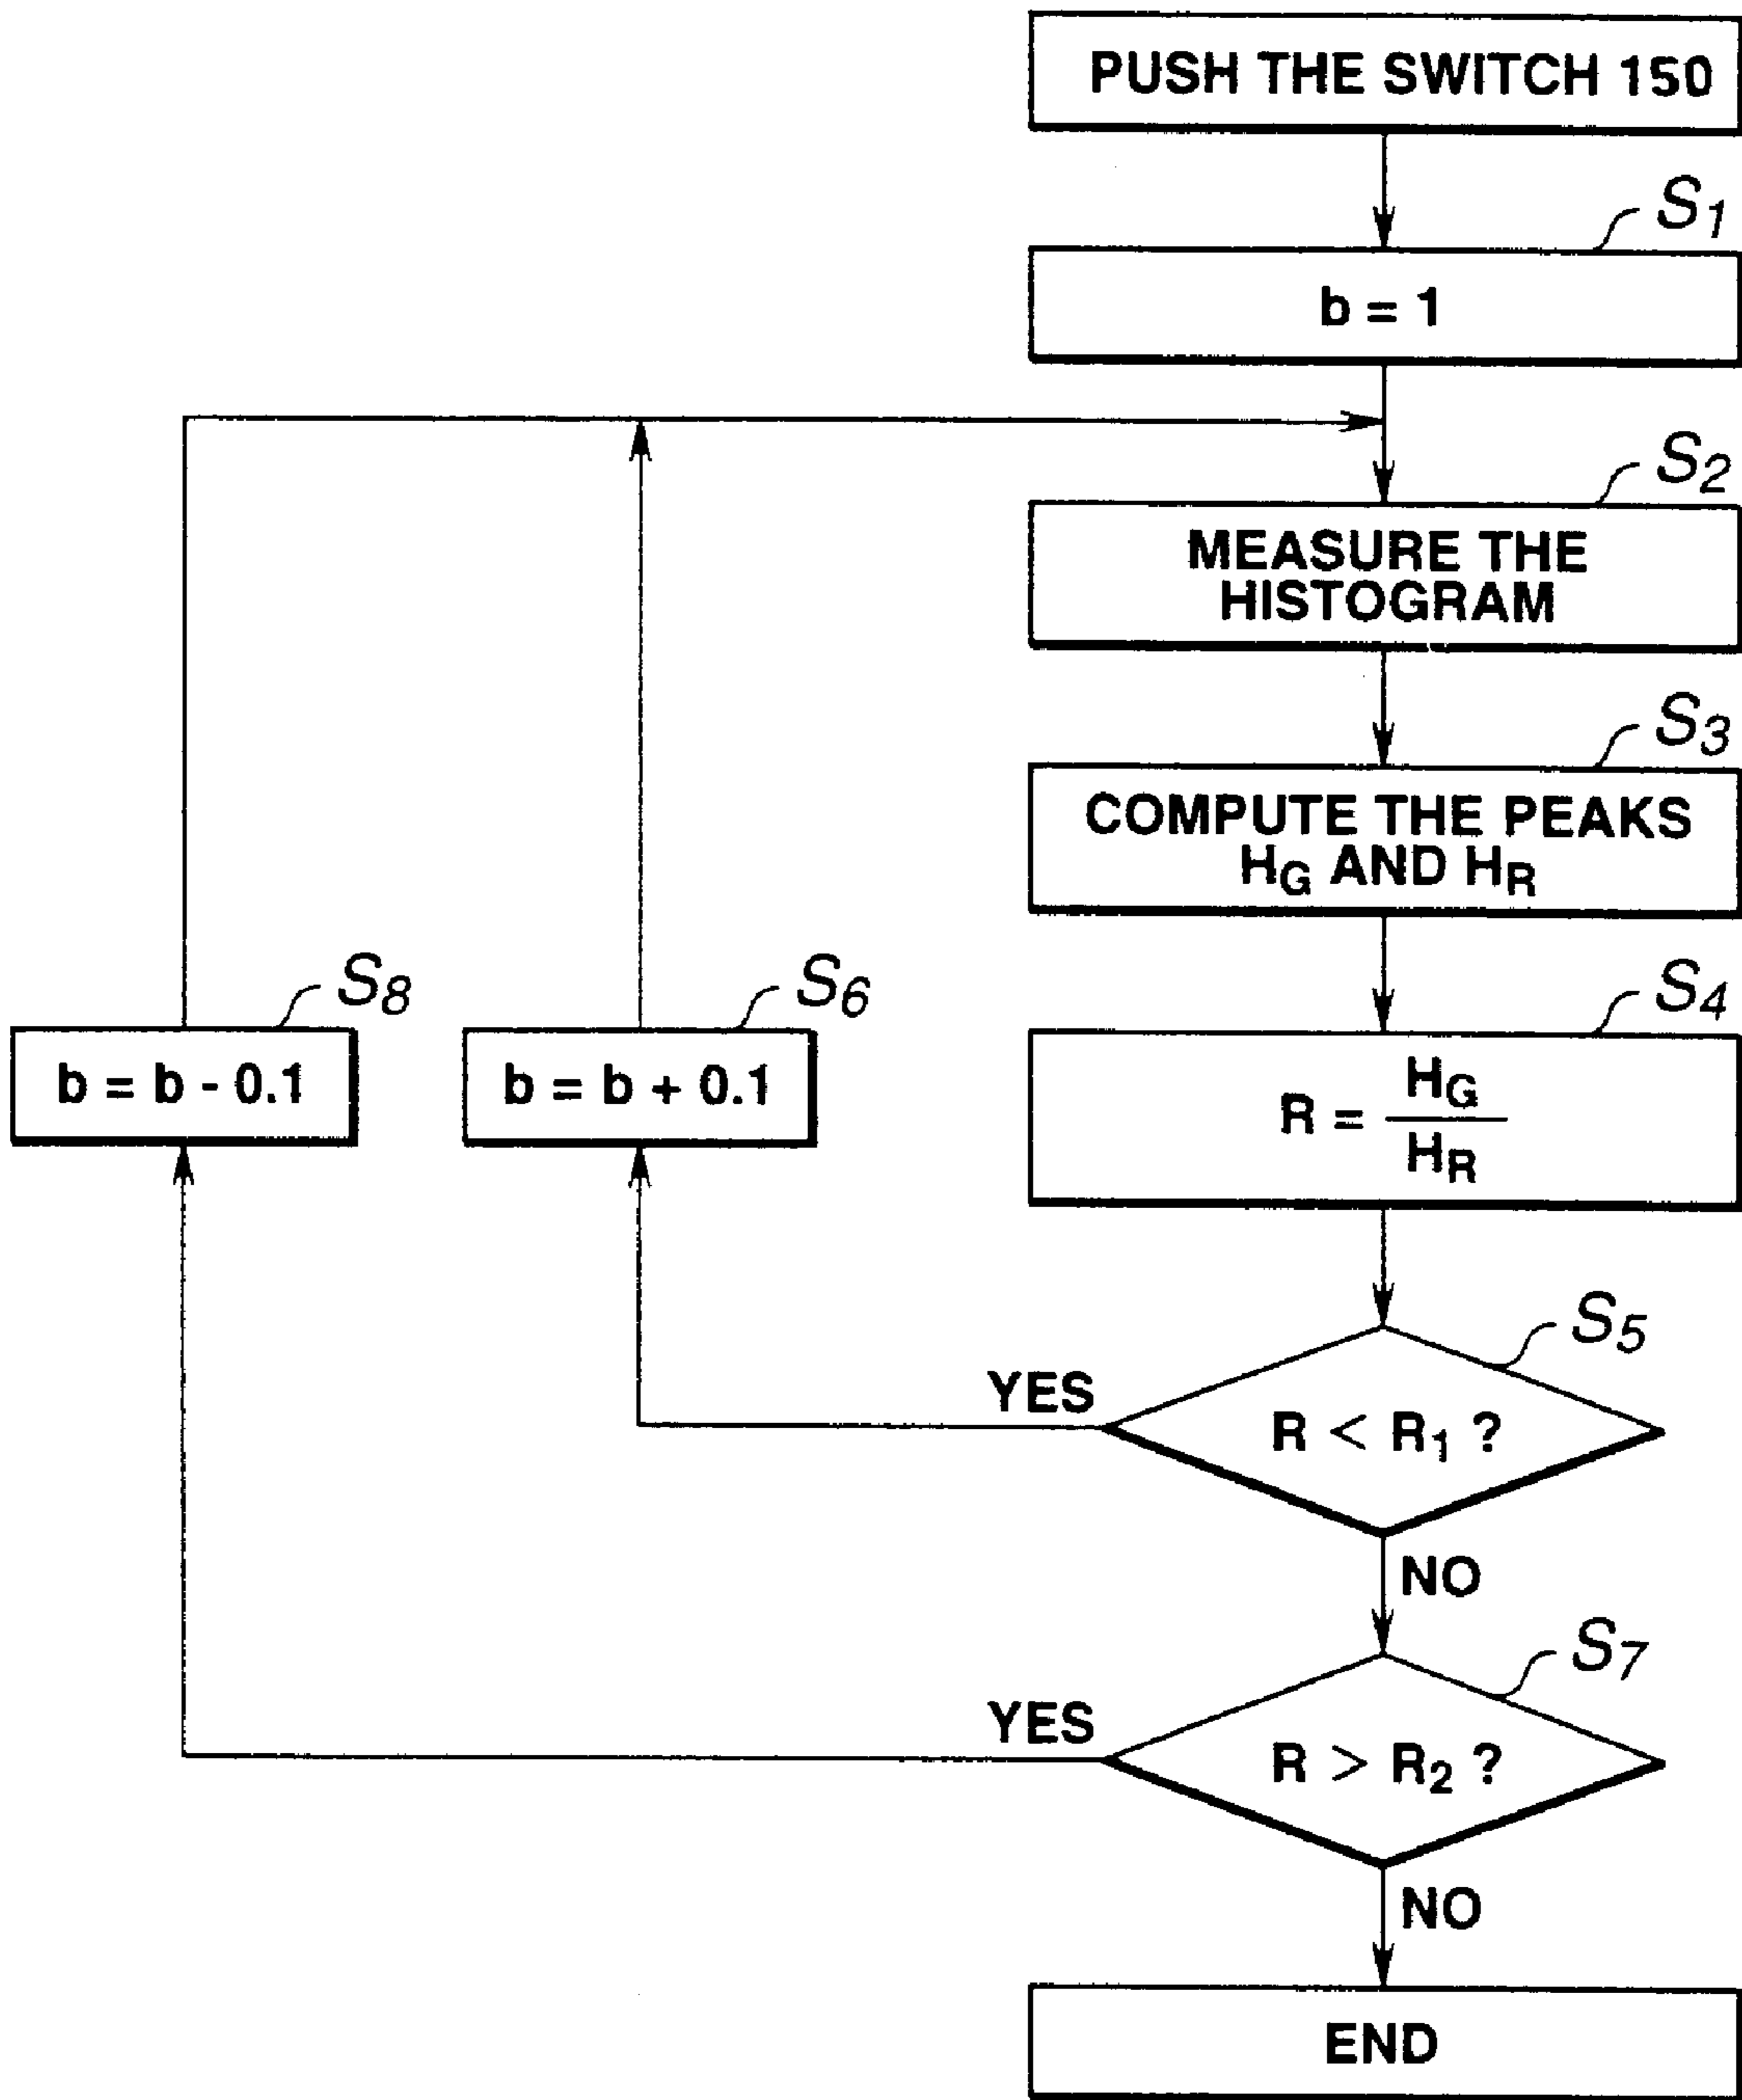 PUSH THE SWITCH 150
S1
b = 1
S2
MEASURE THE
HISTOGRAM
S3
COMPUTE THE PEAKS
HG AND HR
S8
b = b - 0.1
S6
b = b + 0.1
S4
R = HG / HR
S5
YES
R < R1 ?
NO
S7
YES
R > R2 ?
NO
END